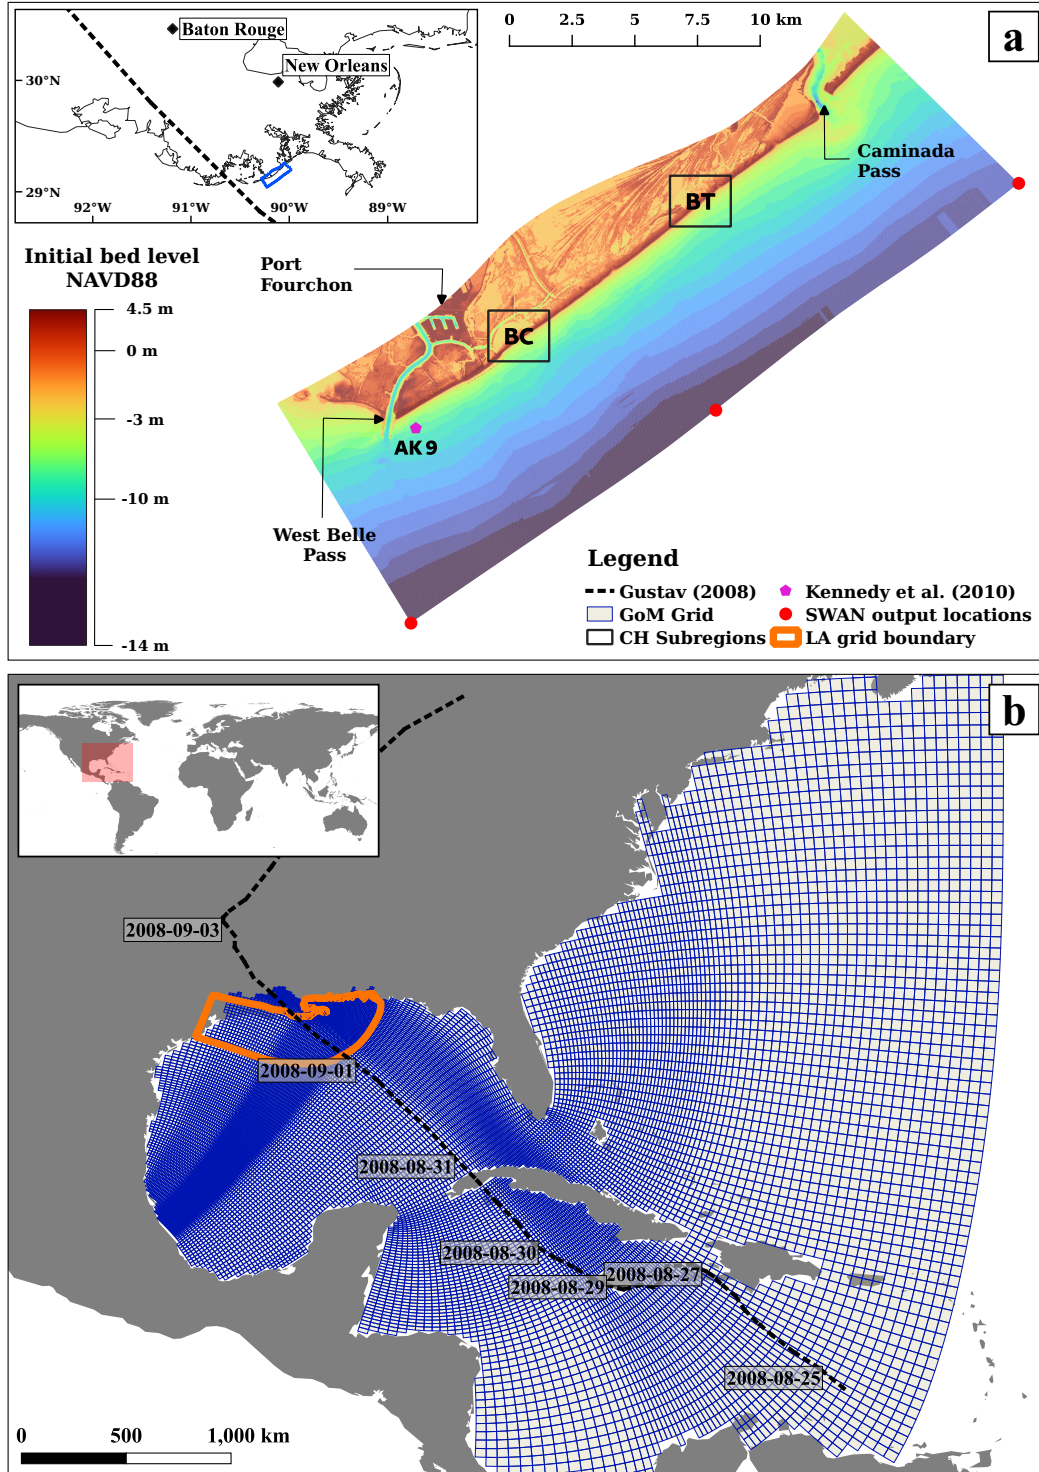 0 2.5 5 7.5 10 km
a
Baton Rouge
New Orleans
30°N
29°N
92°W 91°W 90°W 89°W
Caminada
Pass
BT
Initial bed level
NAVD88
4.5 m
0 m
-3 m
-10 m
-14 m
Port
Fourchon
BC
AK 9
West Belle
Pass
Legend
Gustav (2008)
Kennedy et al. (2010)
GoM Grid
SWAN output locations
CH Subregions
LA grid boundary
b
2008-09-03
2008-09-01
2008-08-31
2008-08-30
2008-08-29
2008-08-27
2008-08-25
0 500 1,000 km